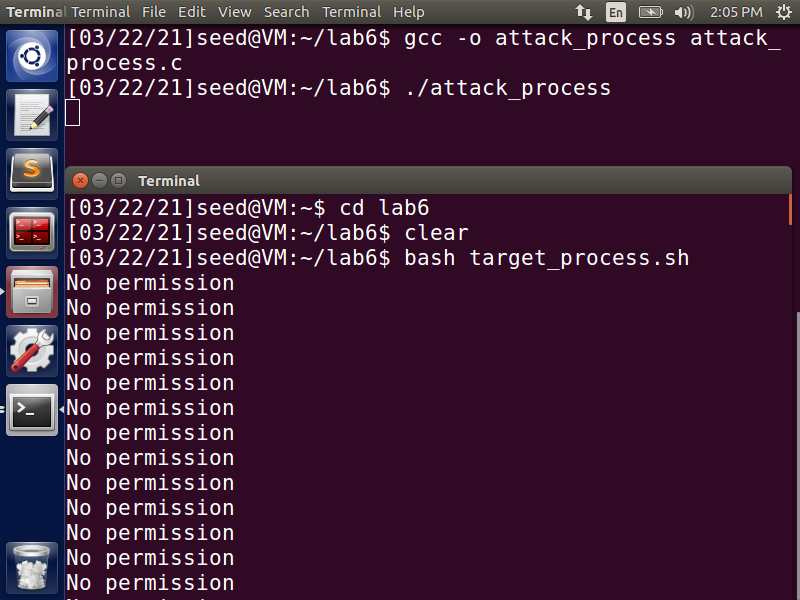 Terminal Terminal File Edit View Search Terminal Help En 2:05 PM
[03/22/21]seed@VM:~/lab6$ gcc -o attack_process attack_
process.c
[03/22/21]seed@VM:~/lab6$ ./attack_process
Terminal
[03/22/21]seed@VM:~$ cd lab6
[03/22/21]seed@VM:~/lab6$ clear
[03/22/21]seed@VM:~/lab6$ bash target_process.sh
No permission
No permission
No permission
No permission
No permission
No permission
No permission
No permission
No permission
No permission
No permission
No permission
No permission